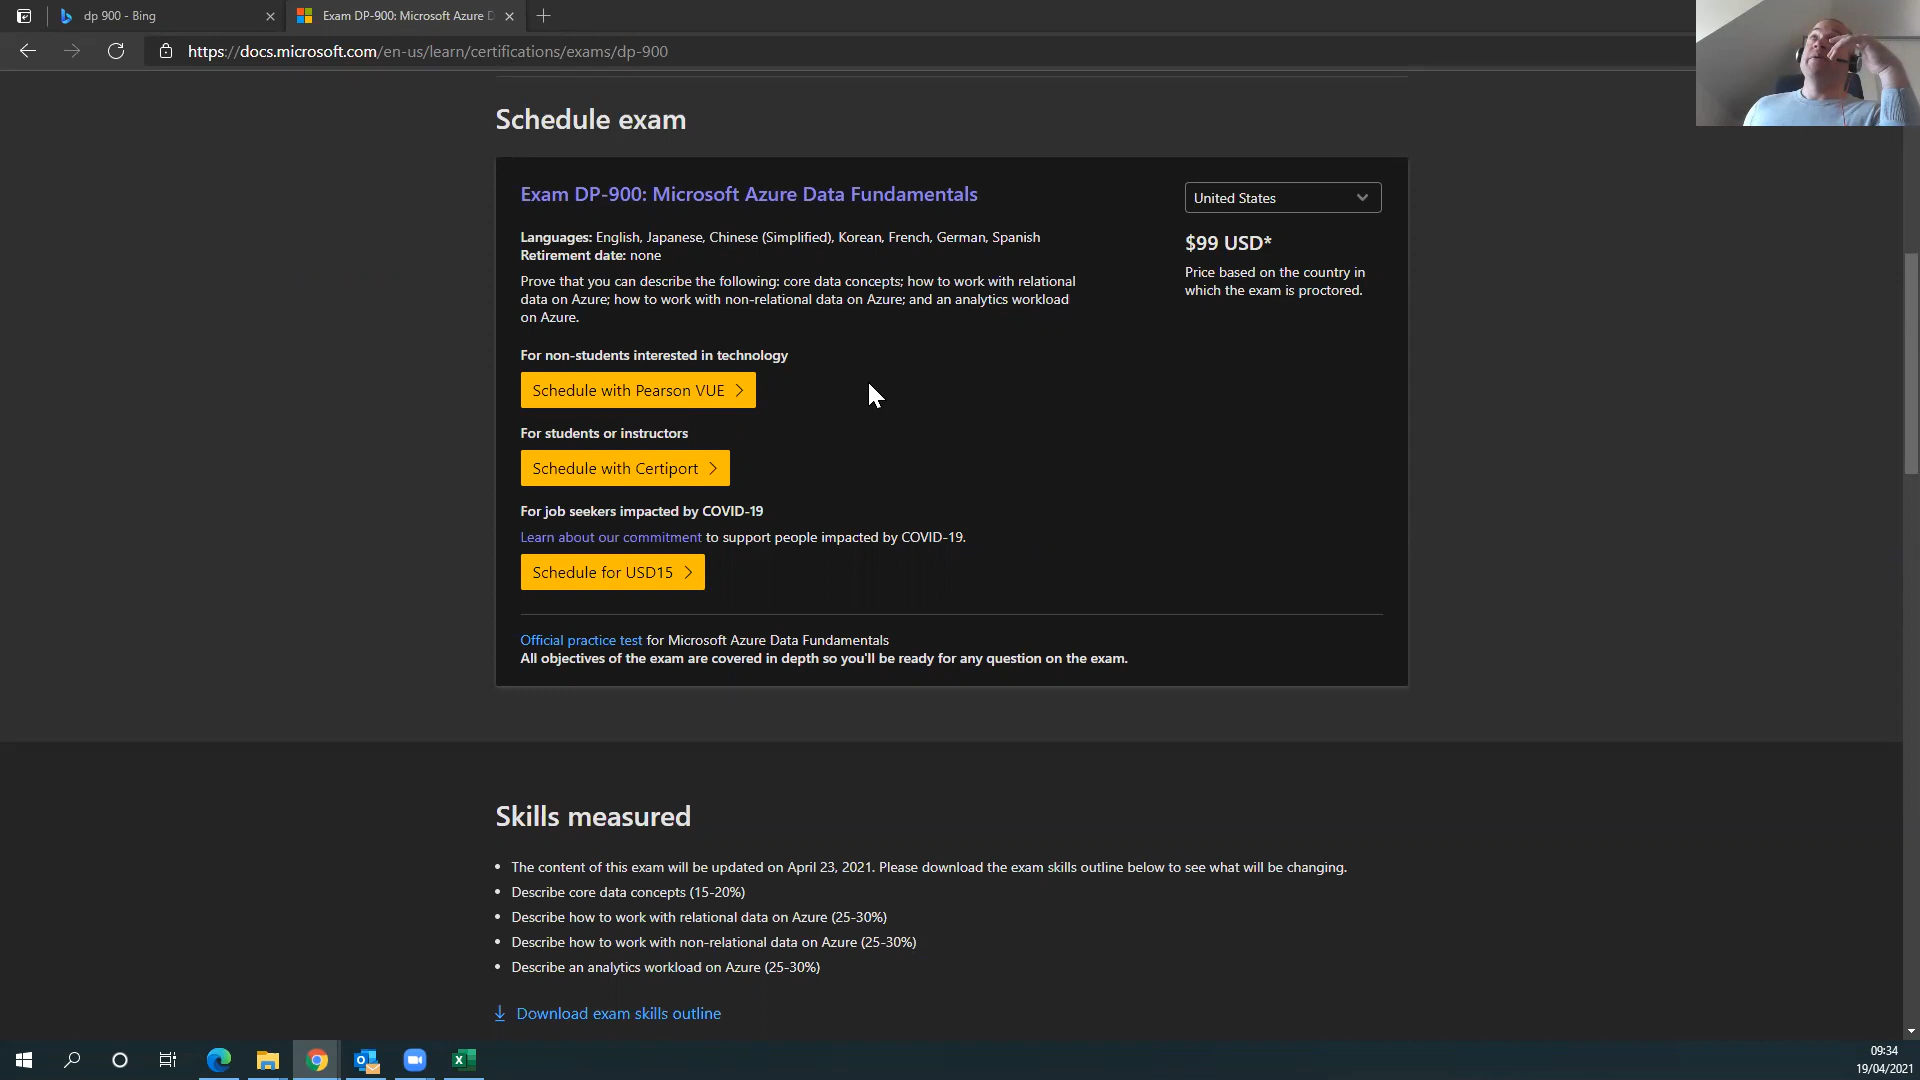 dp 900 - Bing
Exam DP-900: Microsoft Azure D
https://docs.microsoft.com/en-us/learn/certifications/exams/dp-900
Schedule exam
Exam DP-900: Microsoft Azure Data Fundamentals
United States
Languages: English, Japanese, Chinese (Simplified), Korean, French, German, Spanish
Retirement date: none
$99 USD*
Price based on the country in
which the exam is proctored.
Prove that you can describe the following: core data concepts; how to work with relational
data on Azure; how to work with non-relational data on Azure; and an analytics workload
on Azure.
For non-students interested in technology
Schedule with Pearson VUE
For students or instructors
Schedule with Certiport
For job seekers impacted by COVID-19
Learn about our commitment to support people impacted by COVID-19.
Schedule for USD15
Official practice test for Microsoft Azure Data Fundamentals
All objectives of the exam are covered in depth so you'll be ready for any question on the exam.
Skills measured
• The content of this exam will be updated on April 23, 2021. Please download the exam skills outline below to see what will be changing.
• Describe core data concepts (15-20%)
• Describe how to work with relational data on Azure (25-30%)
• Describe how to work with non-relational data on Azure (25-30%)
• Describe an analytics workload on Azure (25-30%)
Download exam skills outline
09:34
19/04/2021